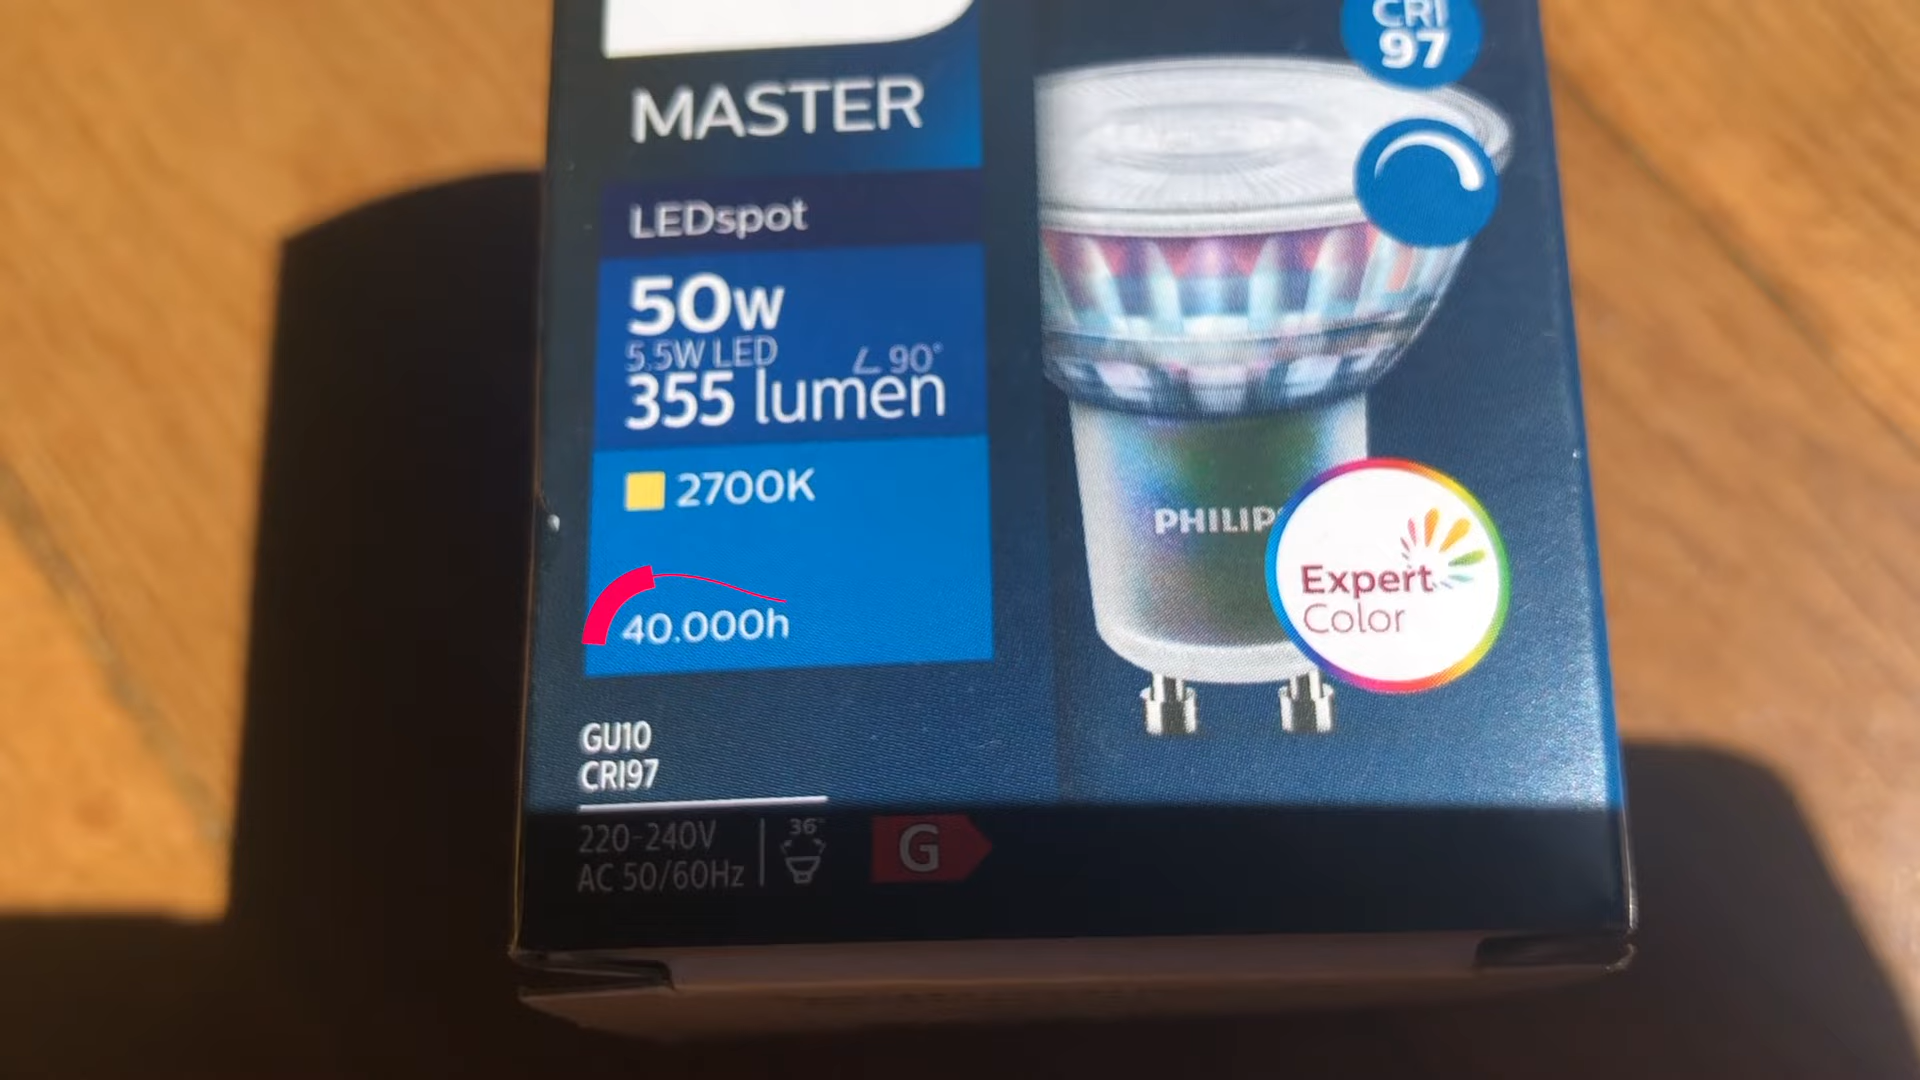 CRI
97
MASTER
LEDspot
50W
5.5W LED ∠90°
355 lumen
2700K
40.000h
PHILIPS
Expert
Color
GU10
CRI97
220-240V
AC 50/60Hz
36°
G